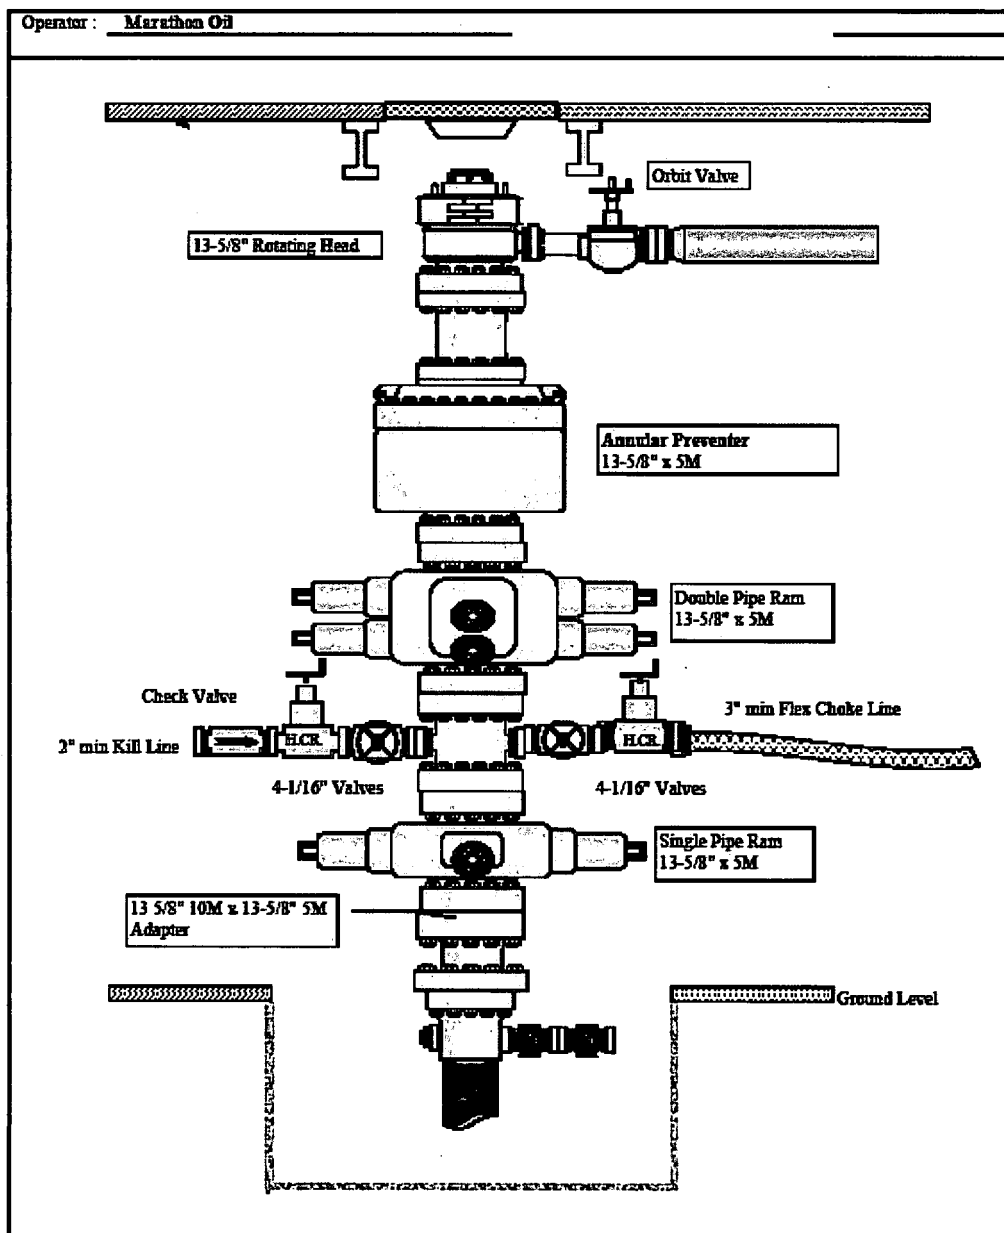 Operator : Marathon Oil
Orbit Valve
13-5/8" Rotating Head
Annular Preventer
13-5/8" x 5M
Double Pipe Ram
13-5/8" x 5M
Check Valve
3" min Flex Choke Line
2" min Kill Line
H.CR.
H.CR.
4-1/16" Valves
4-1/16" Valves
Single Pipe Ram
13-5/8" x 5M
13 5/8" 10M x 13-5/8" 5M
Adapter
Ground Level